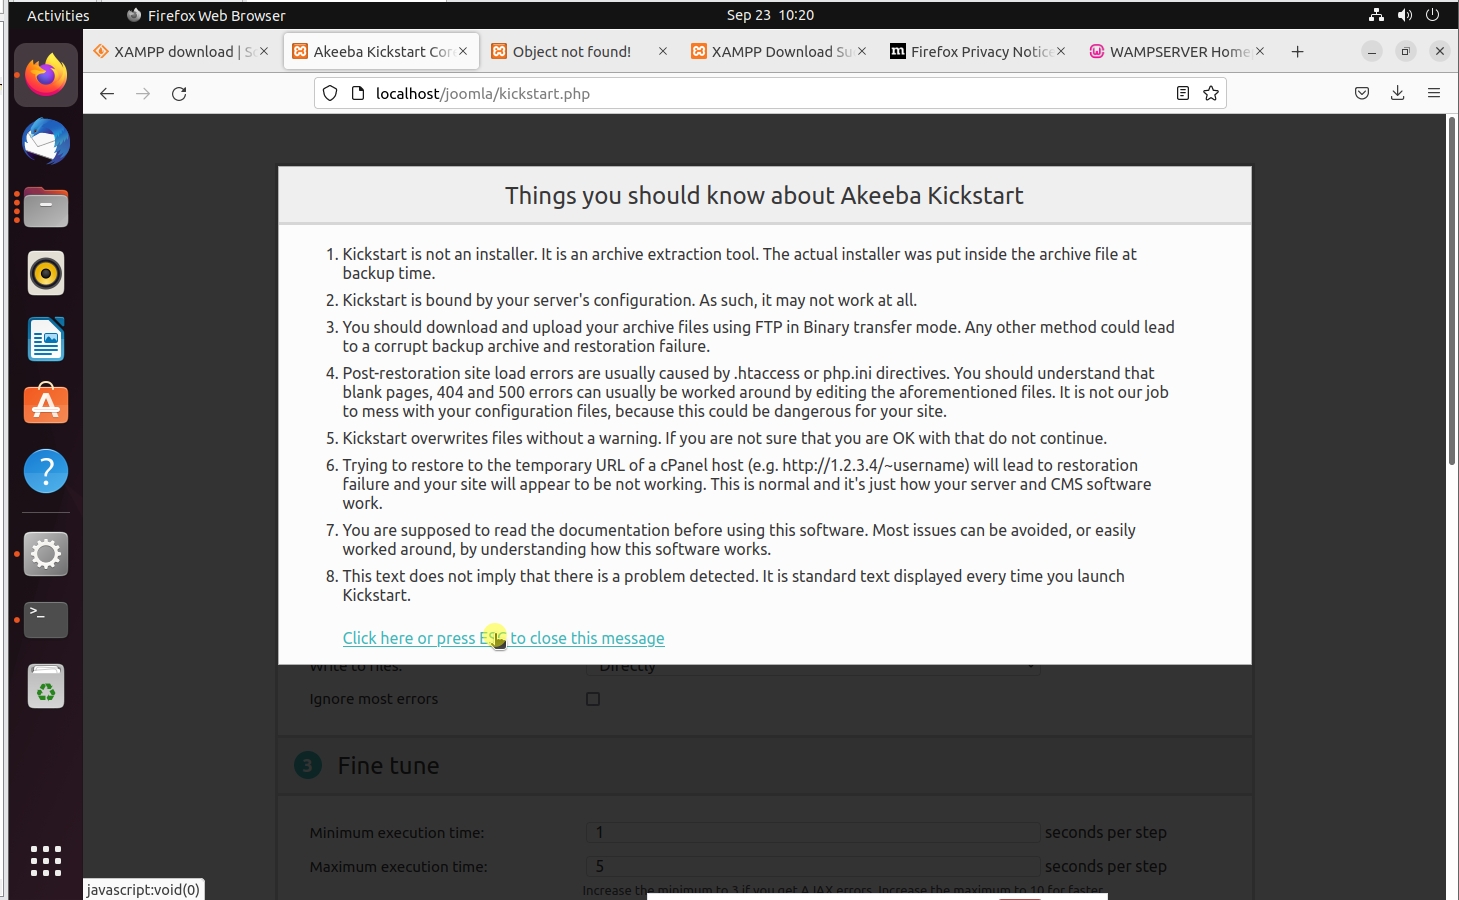 Activities
Firefox Web Browser
Sep 23 10:20
XAMPP download | S
Akeeba Kickstart Cor
Object not found!
XAMPP Download Su
Firefox Privacy Notice
WAMPSERVER Home
localhost/joomla/kickstart.php
Things you should know about Akeeba Kickstart
1. Kickstart is not an installer. It is an archive extraction tool. The actual installer was put inside the archive file at
backup time.
2. Kickstart is bound by your server's configuration. As such, it may not work at all.
3. You should download and upload your archive files using FTP in Binary transfer mode. Any other method could lead
to a corrupt backup archive and restoration failure.
4. Post-restoration site load errors are usually caused by .htaccess or php.ini directives. You should understand that
blank pages, 404 and 500 errors can usually be worked around by editing the aforementioned files. It is not our job
to mess with your configuration files, because this could be dangerous for your site.
5. Kickstart overwrites files without a warning. If you are not sure that you are OK with that do not continue.
6. Trying to restore to the temporary URL of a cPanel host (e.g. http://1.2.3.4/~username) will lead to restoration
failure and your site will appear to be not working. This is normal and it's just how your server and CMS software
work.
7. You are supposed to read the documentation before using this software. Most issues can be avoided, or easily
worked around, by understanding how this software works.
8. This text does not imply that there is a problem detected. It is standard text displayed every time you launch
Kickstart.
Click here or press ESC to close this message
Write to files:
Directly
Ignore most errors
3 Fine tune
Minimum execution time:
1
seconds per step
Maximum execution time:
5
seconds per step
Increase the minimum to 3 if you get AJAX errors. Increase the maximum to 10 for faster
javascript:void(0)